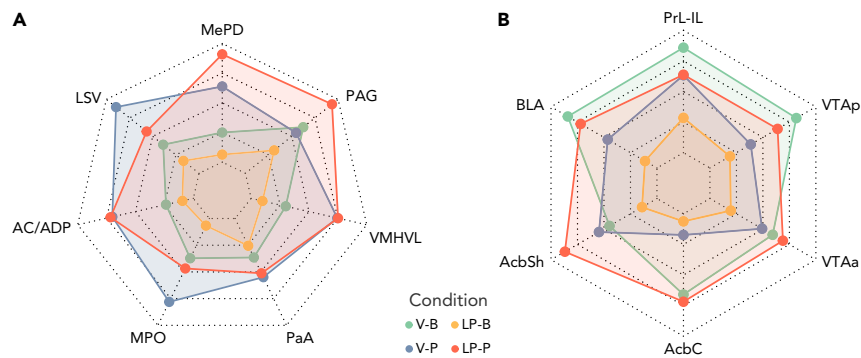 A
B
MePD
PAG
VMHVL
PaA
MPO
AC/ADP
LSV
PrL-IL
VTAp
VTAa
AcbC
AcbSh
BLA
Condition
V-B LP-B
V-P LP-P